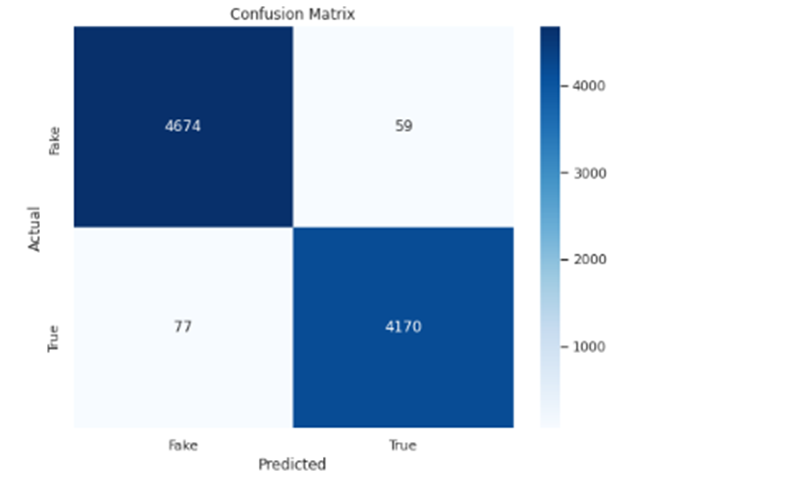 Confusion Matrix
4674
59
77
4170
Actual
Fake
True
Fake
True
Predicted
4000
3000
2000
1000